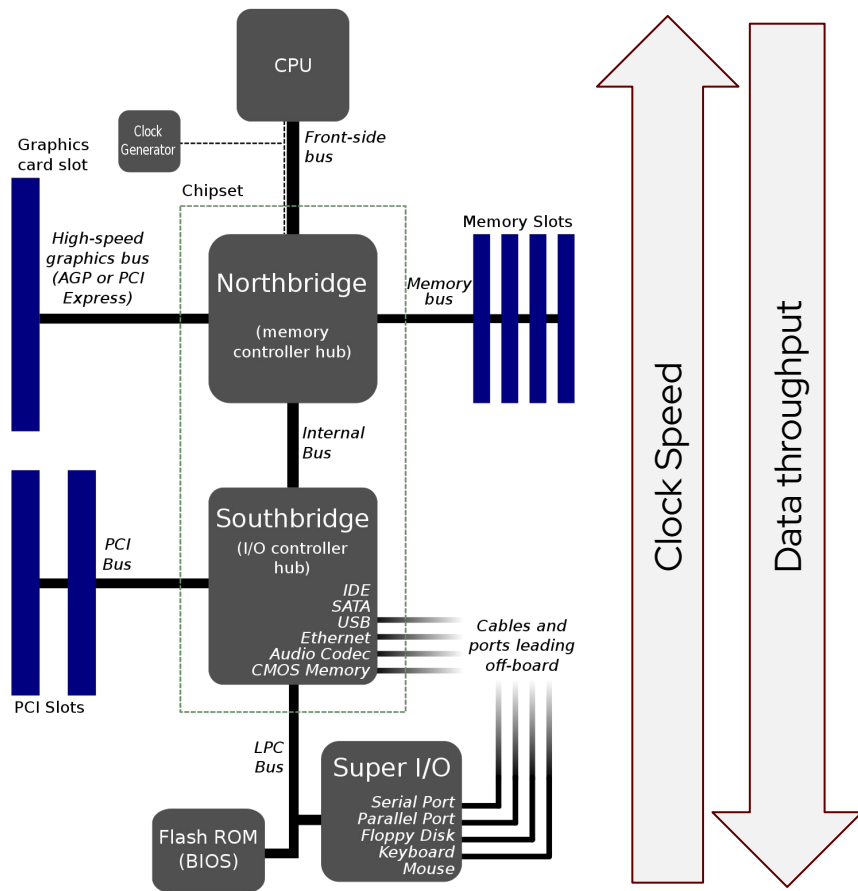 CPU
Clock
Generator
Front-side
bus
Graphics
card slot
Chipset
High-speed
graphics bus
(AGP or PCI
Express)
Northbridge
(memory
controller hub)
Memory
bus
Memory Slots
Internal
Bus
Southbridge
(I/O controller
hub)
IDE
SATA
USB
Ethernet
Audio Codec
CMOS Memory
PCI
Bus
PCI Slots
Cables and
ports leading
off-board
LPC
Bus
Super I/O
Serial Port
Parallel Port
Floppy Disk
Keyboard
Mouse
Flash ROM
(BIOS)
Clock Speed
Data throughput